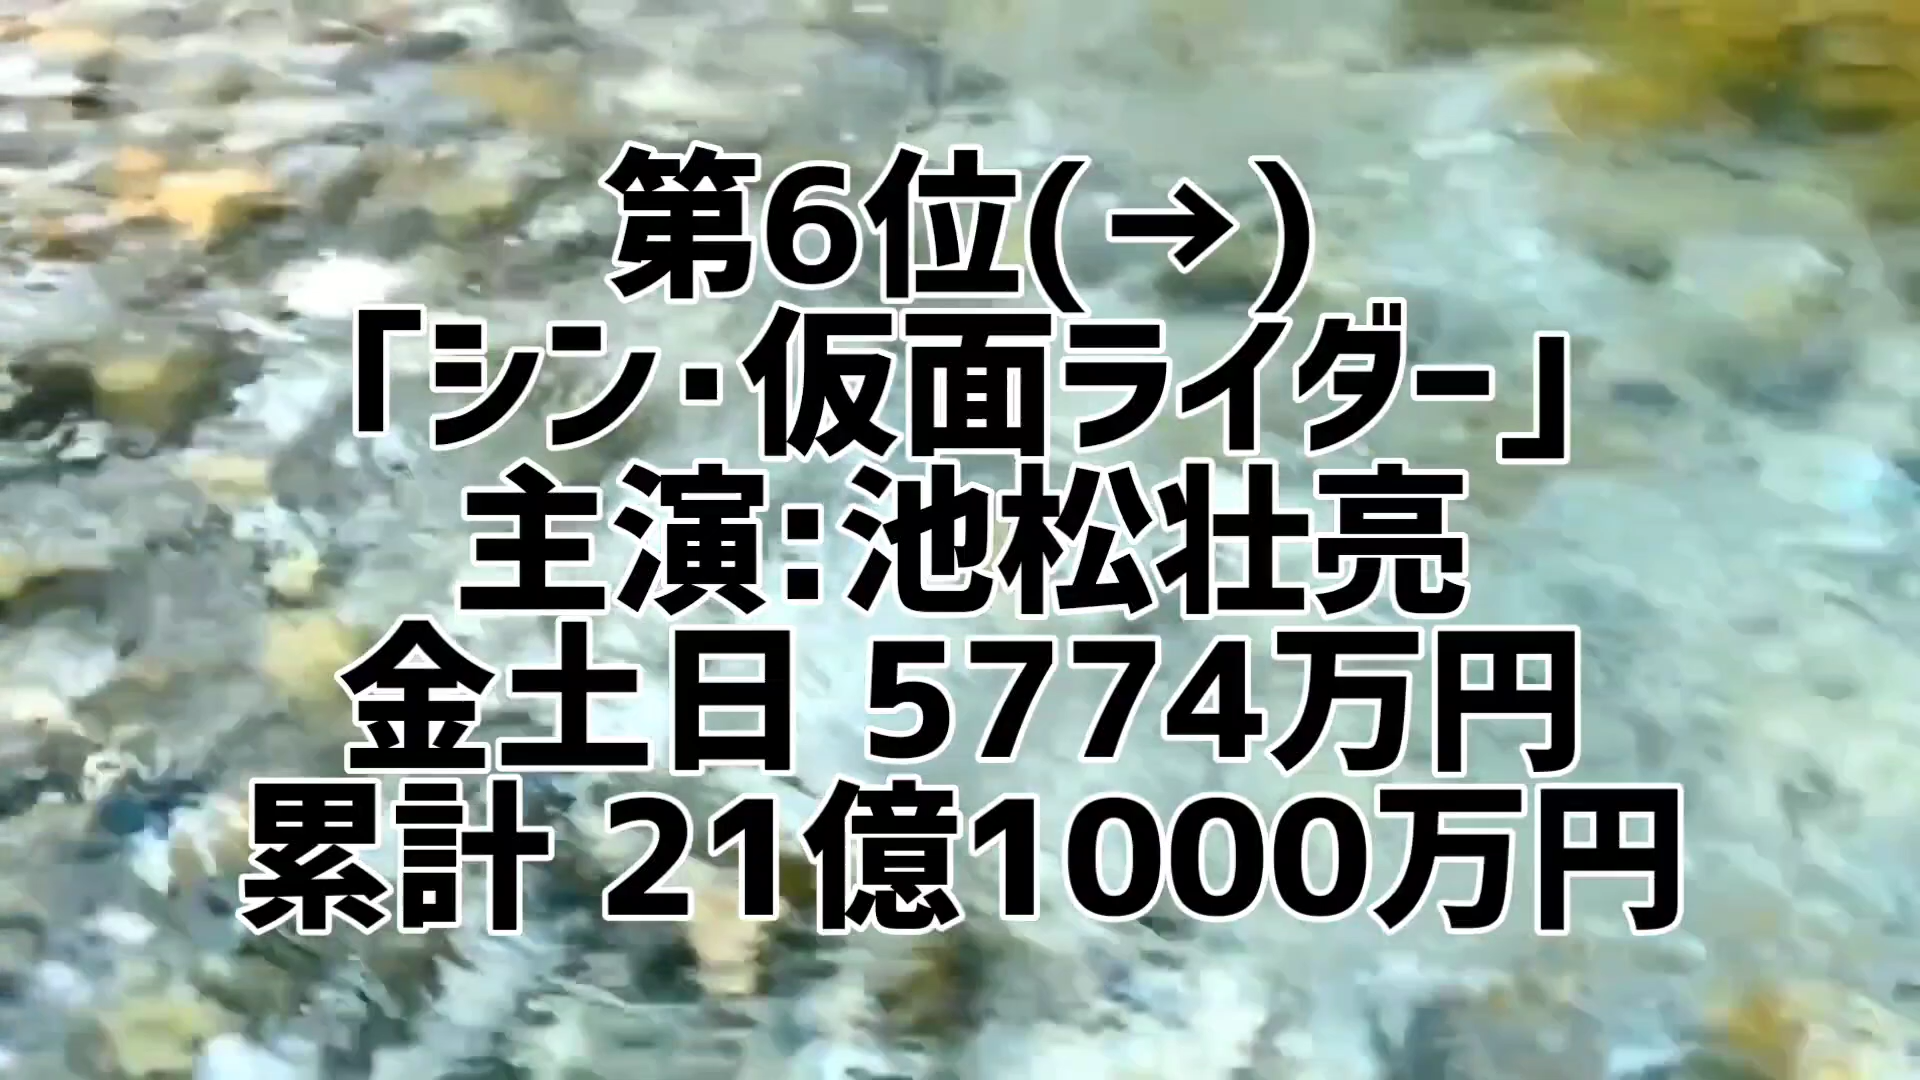 第6位(→)
「シン・仮面ライダー」
主演:池松壮亮
金土日 5774万円
累計 21億1000万円